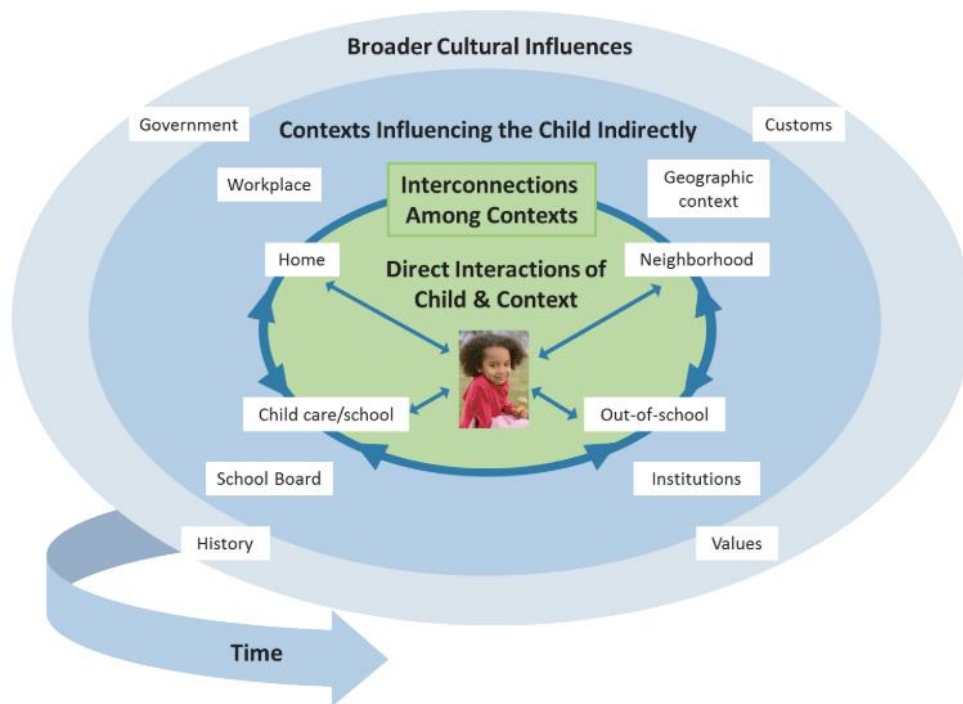 Broader Cultural Influences
Government
Contexts Influencing the Child Indirectly
Customs
Workplace
Interconnections
Among Contexts
Geographic
context
Home
Direct Interactions of
Child & Context
Neighborhood
Child care/school
Out-of-school
School Board
Institutions
History
Values
Time